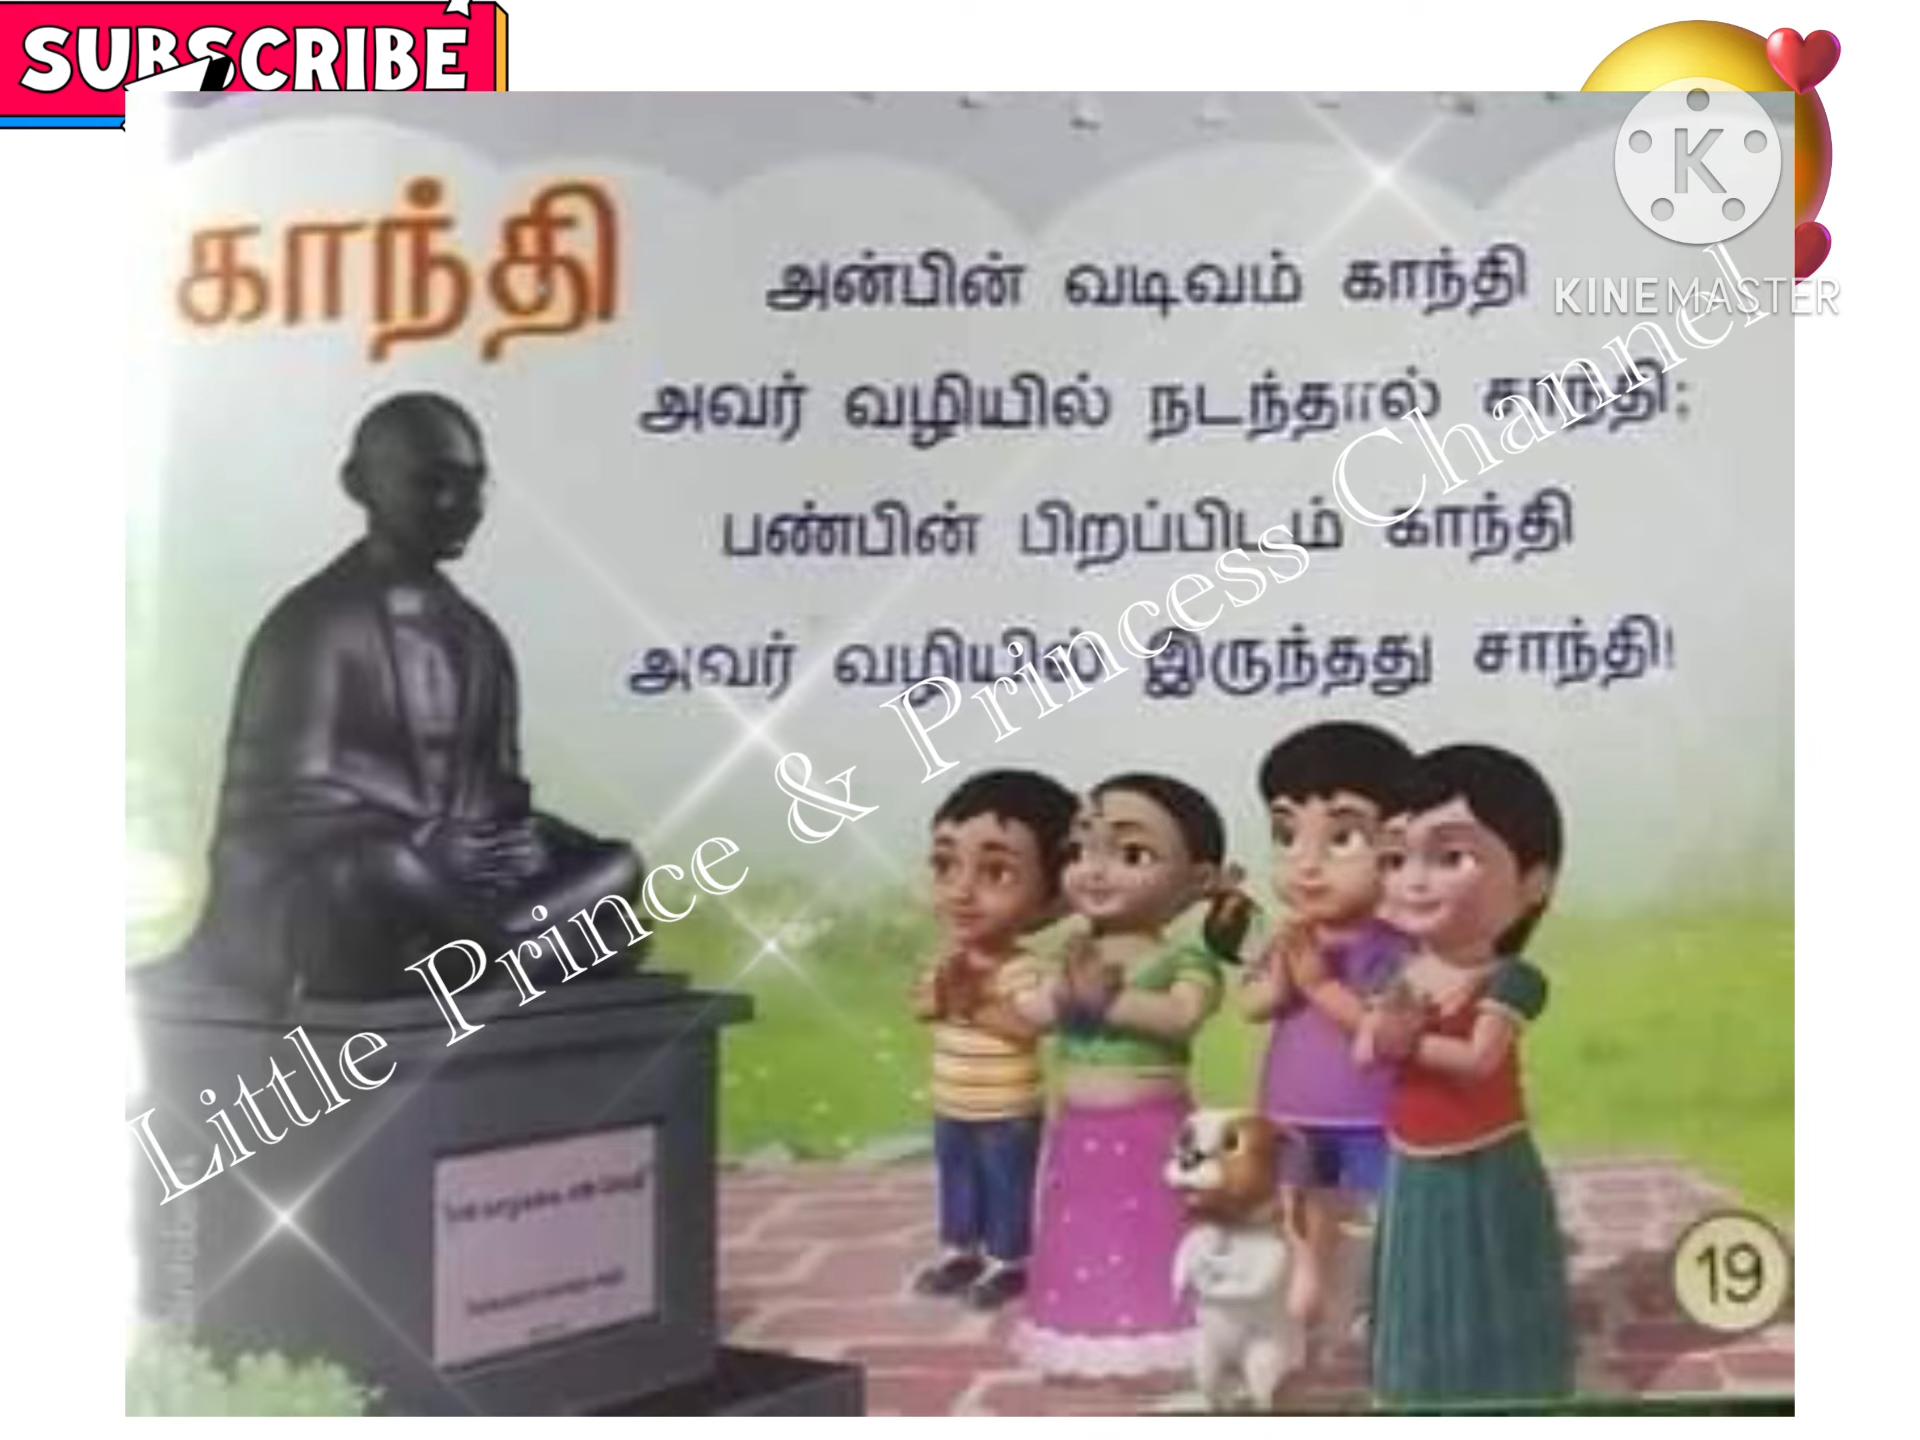 SUBSCRIBE
காந்தி
அன்பின் வடிவம் காந்தி
அவர் வழியில் நடந்தால் சாந்தி;
பண்பின் பிறப்பிடம் காந்தி
அவர் வழியில் இருந்தது சாந்தி!
K
KINEMASTER
Little Prince & Princess Channel
19